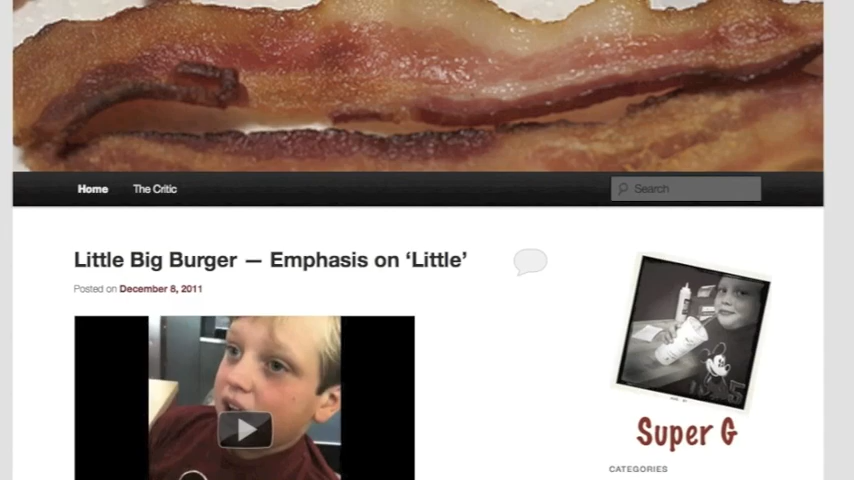 Home The Critic Search
Little Big Burger — Emphasis on ‘Little’
Posted on December 8, 2011
Super G
CATEGORIES